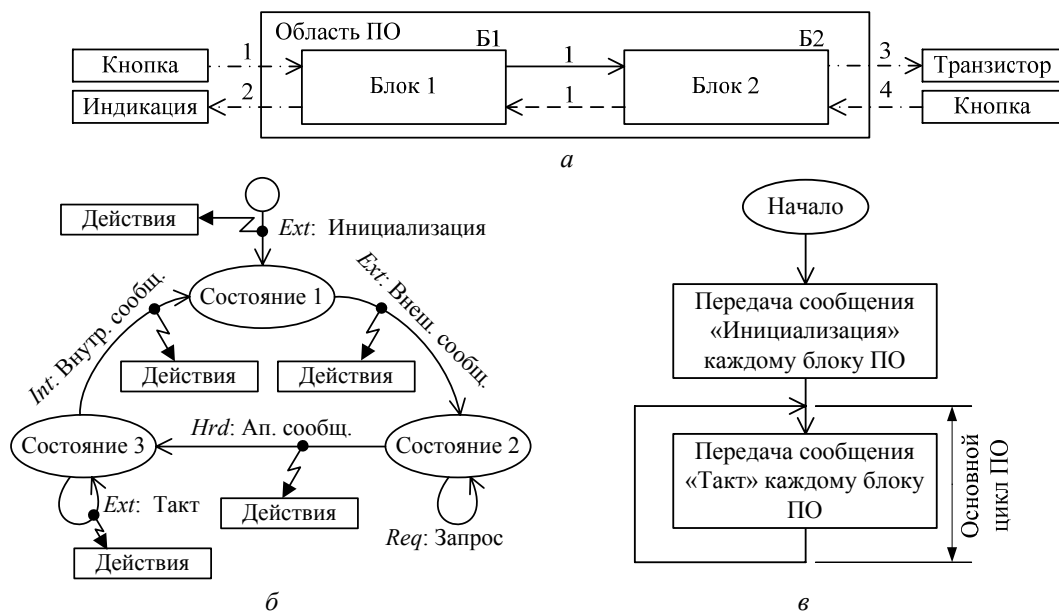 Область ПО
Б1
Б2
Кнопка
1
Блок 1
1
Блок 2
3
Транзистор
Индикация
2
1
4
Кнопка
а
Действия
Ext: Инициализация
Состояние 1
Int: Внутр. сообщ.
Ext: Внеш. сообщ.
Действия
Действия
Состояние 3
Hrd: Ап. сообщ.
Состояние 2
Действия
Ext: Такт
Req: Запрос
Действия
б
Начало
Передача сообщения
«Инициализация»
каждому блоку ПО
Передача сообщения
«Такт» каждому блоку
ПО
Основной
цикл ПО
в